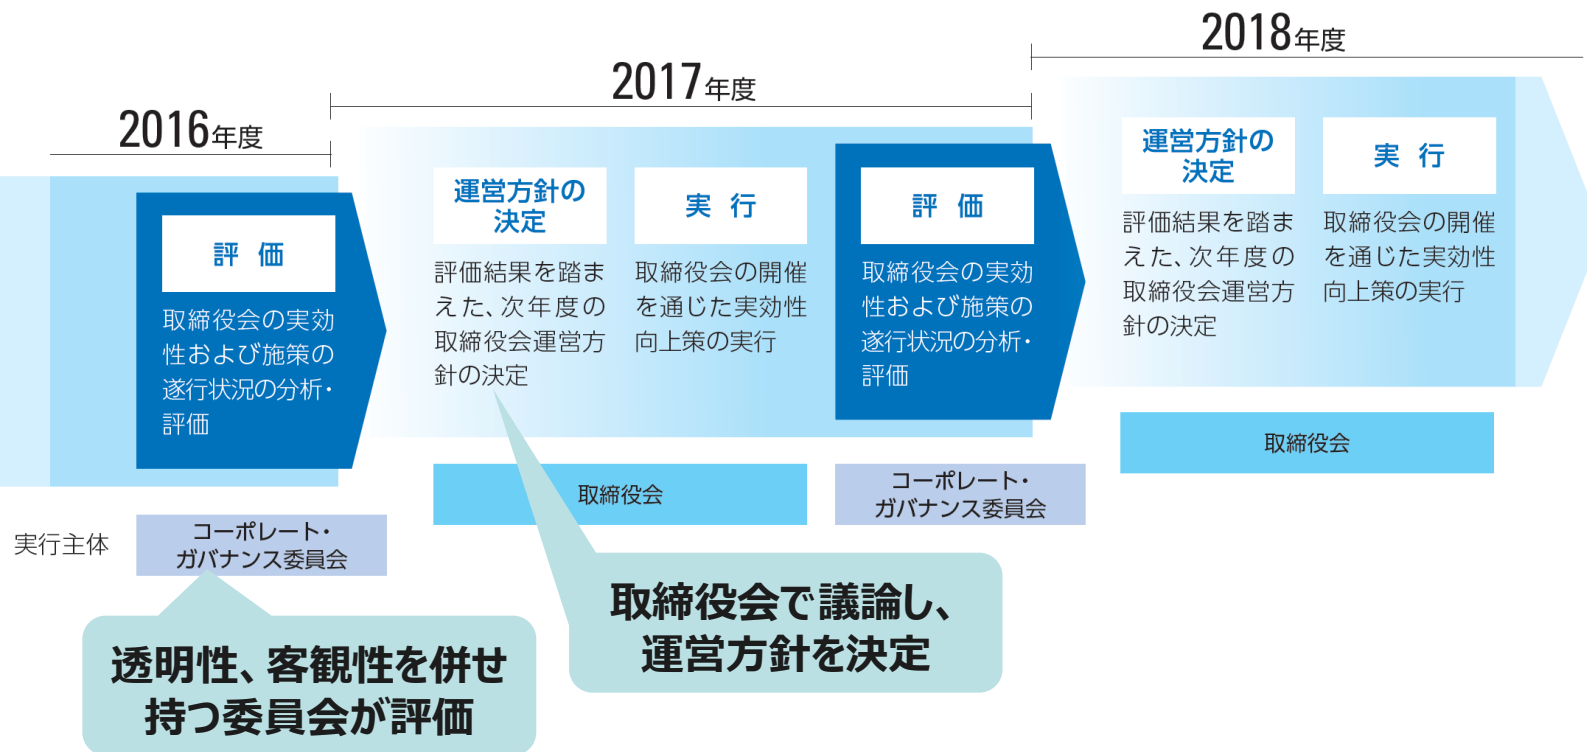 2016年度
2017年度
2018年度
評 価
取締役会の実効
性および施策の
遂行状況の分析・
評価
運営方針の
決定
評価結果を踏ま
えた、次年度の
取締役会運営方
針の決定
実 行
取締役会の開催
を通じた実効性
向上策の実行
評 価
取締役会の実効
性および施策の
遂行状況の分析・
評価
運営方針の
決定
評価結果を踏ま
えた、次年度の
取締役会運営方
針の決定
実 行
取締役会の開催
を通じた実効性
向上策の実行
実行主体
コーポレート・
ガバナンス委員会
取締役会
コーポレート・
ガバナンス委員会
取締役会
透明性、客観性を併せ
持つ委員会が評価
取締役会で議論し、
運営方針を決定